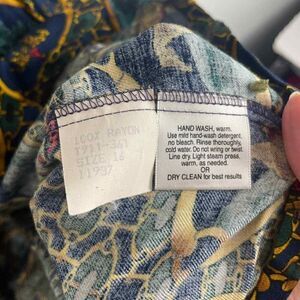 100% RAYON
SIZE:16
11937
HAND WASH, warm.
Use mild hand-wash detergent,
no bleach. Rinse thoroughly,
cold water. Do not wring or twist
Line dry. Light steam press,
warm, as needed.
OR
DRY CLEAN for best results